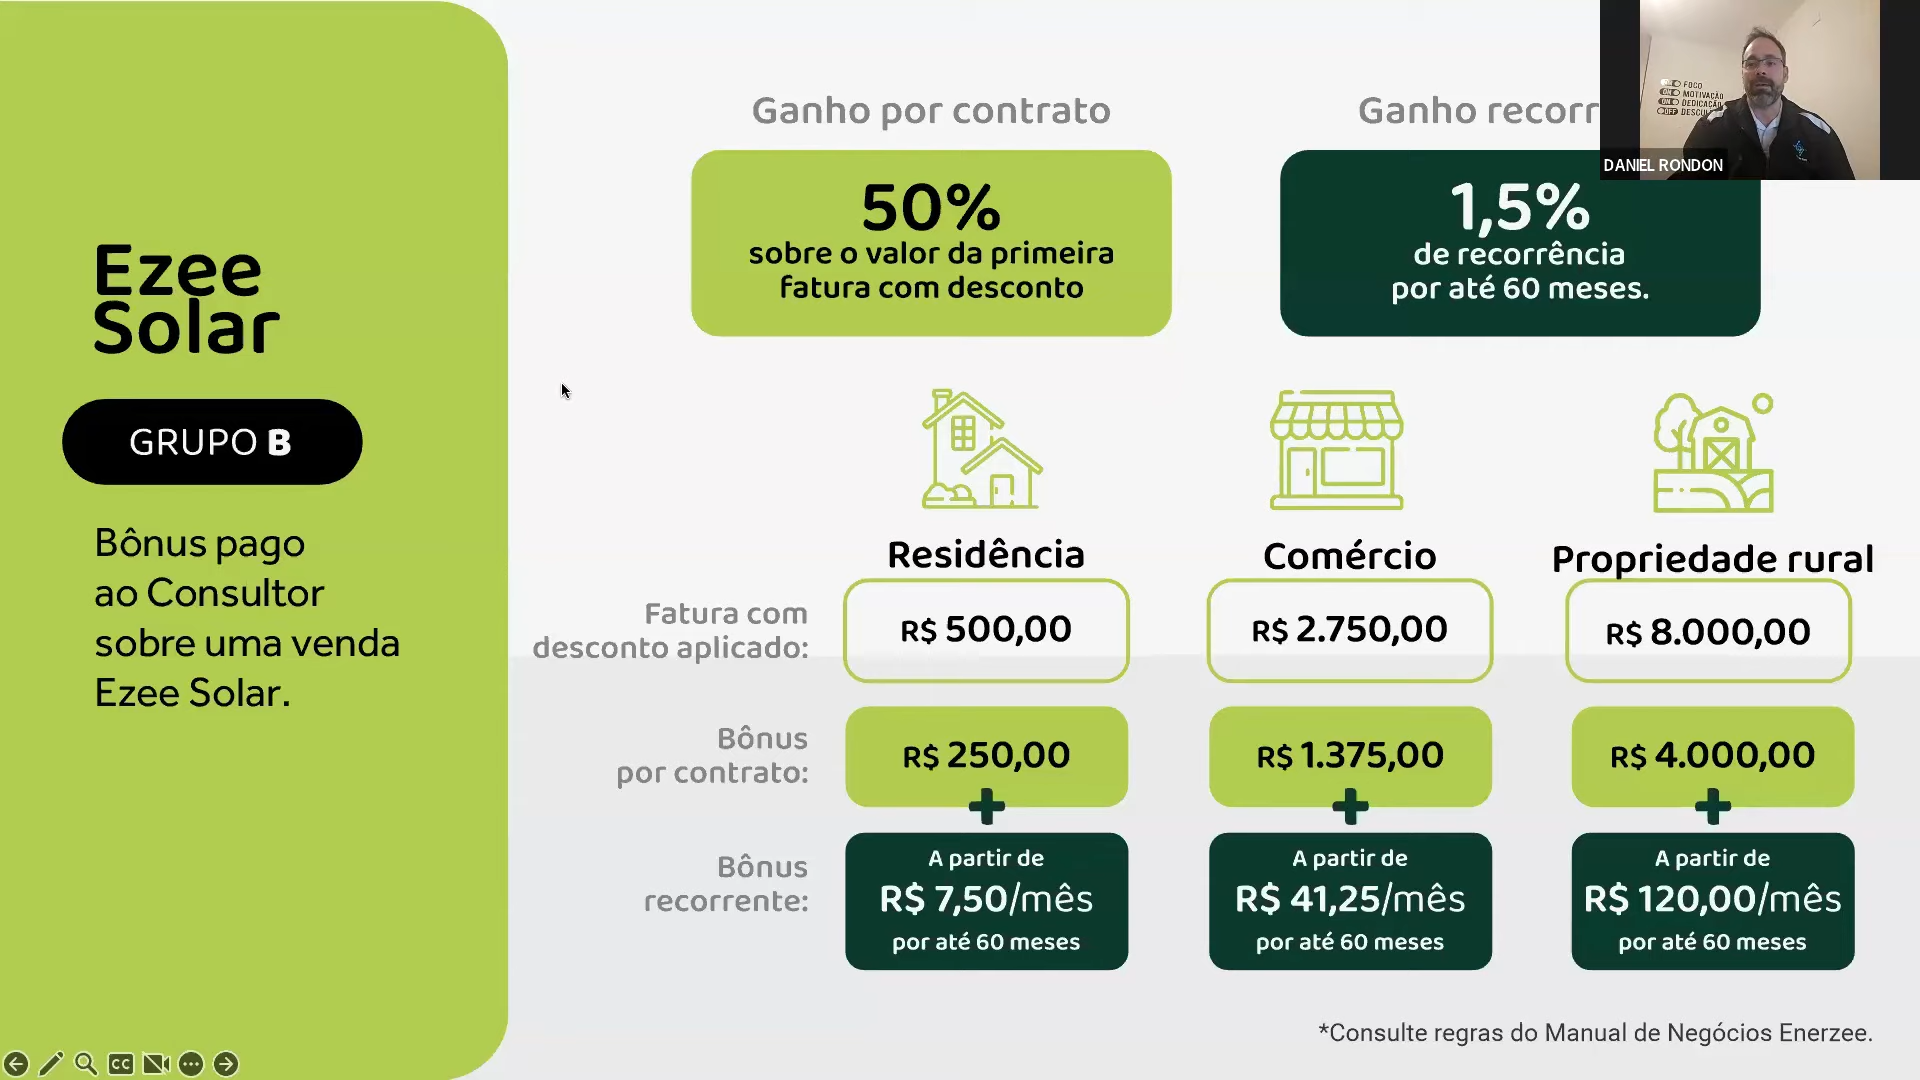 Ezee
Solar
GRUPO B
Bônus pago
ao Consultor
sobre uma venda
Ezee Solar.
Ganho por contrato
50%
sobre o valor da primeira
fatura com desconto
Ganho recorr
1,5%
de recorrência
por até 60 meses.
FOCO
MOTIVAÇÃO
DEDICAÇÃO
DANIEL RONDON
Residência
Comércio
Propriedade rural
Fatura com
desconto aplicado:
R$ 500,00
R$ 2.750,00
R$ 8.000,00
Bônus
por contrato:
R$ 250,00
R$ 1.375,00
R$ 4.000,00
Bônus
recorrente:
A partir de
R$ 7,50/mês
por até 60 meses
A partir de
R$ 41,25/mês
por até 60 meses
A partir de
R$ 120,00/mês
por até 60 meses
*Consulte regras do Manual de Negócios Enerzee.
CC